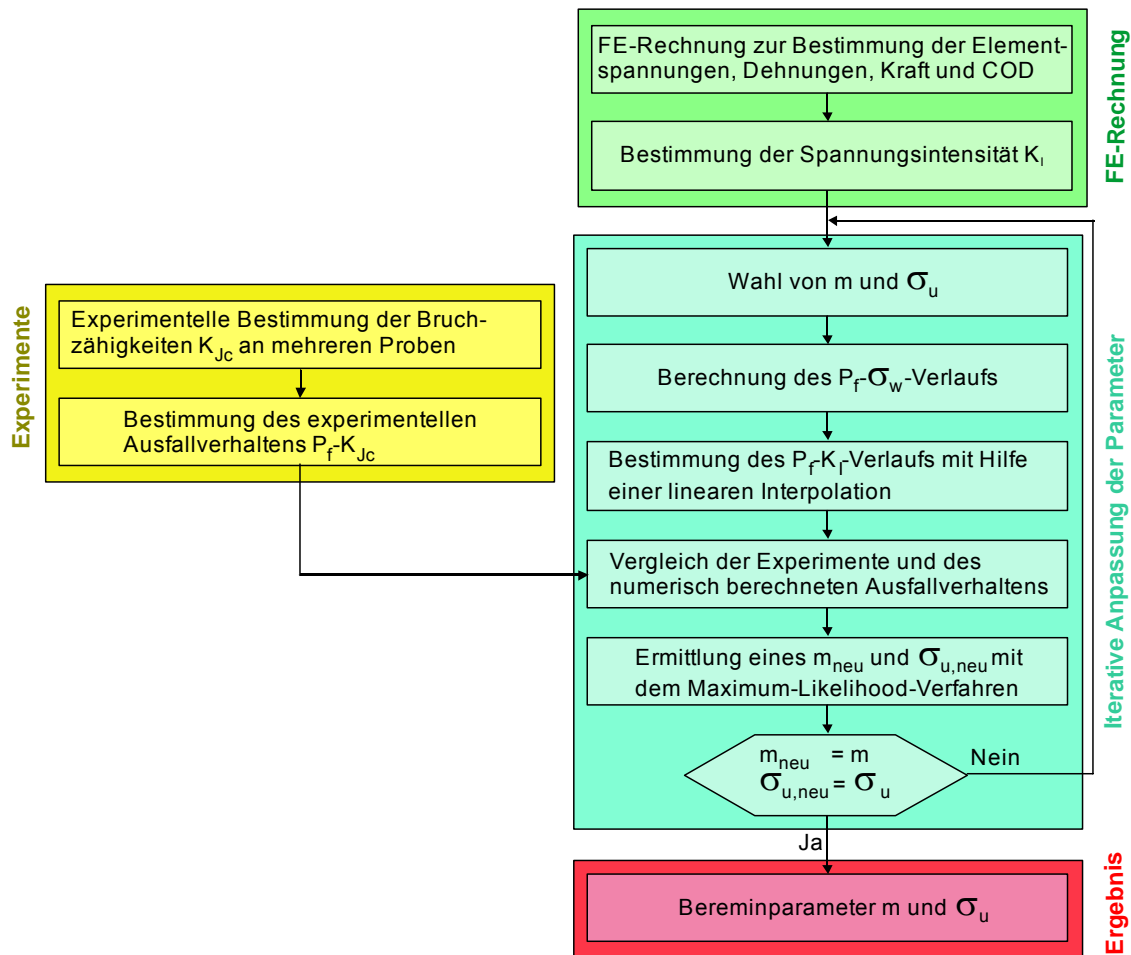 FE-Rechnung zur Bestimmung der Element-
spannungen, Dehnungen, Kraft und COD
Bestimmung der Spannungsintensität K_I
FE-Rechnung
Experimente
Experimentelle Bestimmung der Bruch-
zähigkeiten K_Jc an mehreren Proben
Bestimmung des experimentellen
Ausfallverhaltens P_f-K_Jc
Wahl von m und σ_u
Berechnung des P_f-σ_w-Verlaufs
Bestimmung des P_f-K_I-Verlaufs mit Hilfe
einer linearen Interpolation
Vergleich der Experimente und des
numerisch berechneten Ausfallverhaltens
Ermittlung eines m_neu und σ_u,neu mit
dem Maximum-Likelihood-Verfahren
m_neu = m
σ_u,neu = σ_u
Nein
Ja
Iterative Anpassung der Parameter
Bereminparameter m und σ_u
Ergebnis